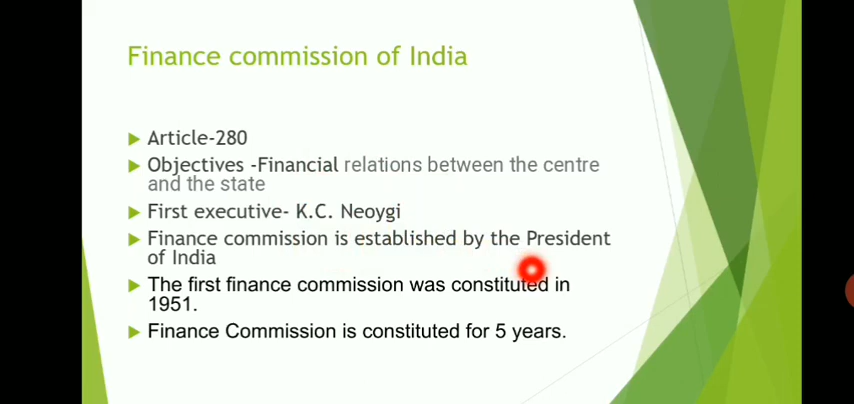 Finance commission of India
Article-280
Objectives -Financial relations between the centre
and the state
First executive- K.C. Neoygi
Finance commission is established by the President
of India
The first finance commission was constituted in
1951.
Finance Commission is constituted for 5 years.